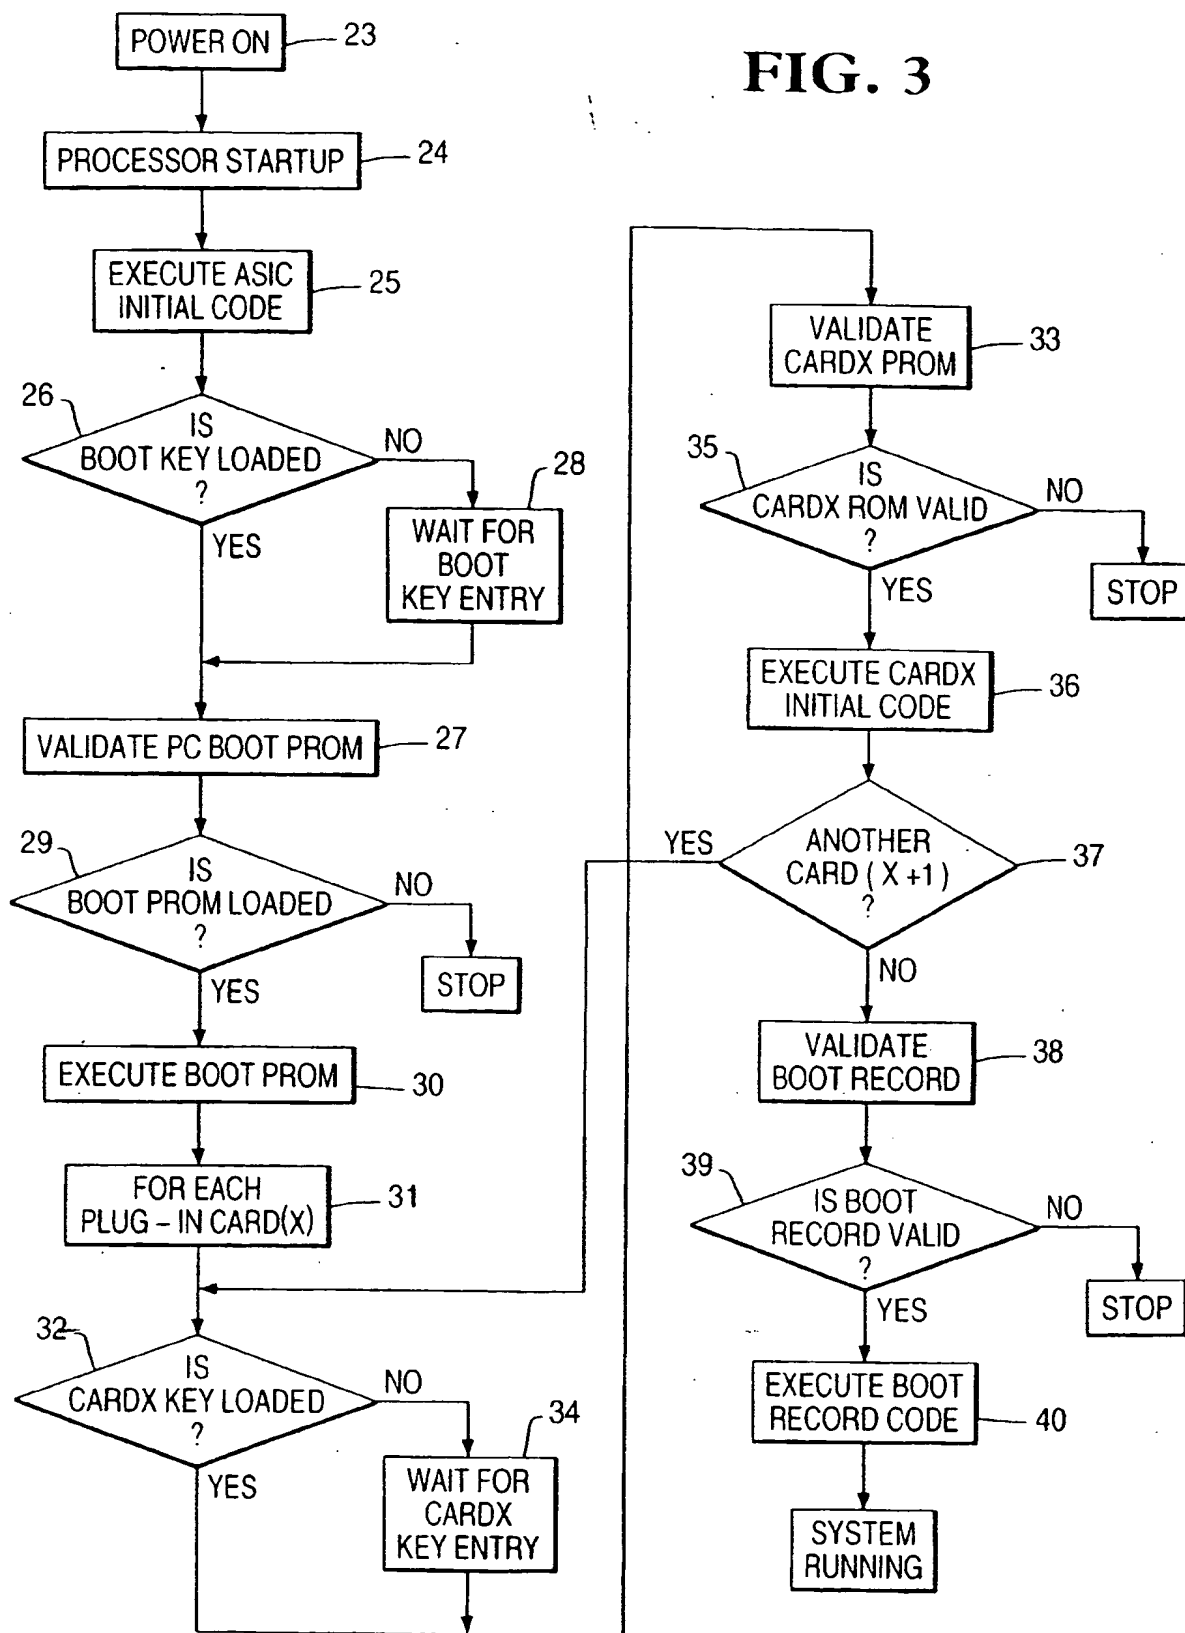 FIG. 3
POWER ON
23
PROCESSOR STARTUP
24
EXECUTE ASIC
INITIAL CODE
25
26
IS
BOOT KEY LOADED
?
NO
YES
28
WAIT FOR
BOOT
KEY ENTRY
VALIDATE PC BOOT PROM
27
29
IS
BOOT PROM LOADED
?
NO
YES
STOP
EXECUTE BOOT PROM
30
FOR EACH
PLUG - IN CARD(X)
31
32
IS
CARDX KEY LOADED
?
NO
YES
34
WAIT FOR
CARDX
KEY ENTRY
VALIDATE
CARDX PROM
33
35
IS
CARDX ROM VALID
?
NO
YES
STOP
EXECUTE CARDX
INITIAL CODE
36
YES
ANOTHER
CARD ( X +1)
?
37
NO
VALIDATE
BOOT RECORD
38
39
IS BOOT
RECORD VALID
?
NO
YES
STOP
EXECUTE BOOT
RECORD CODE
40
SYSTEM
RUNNING